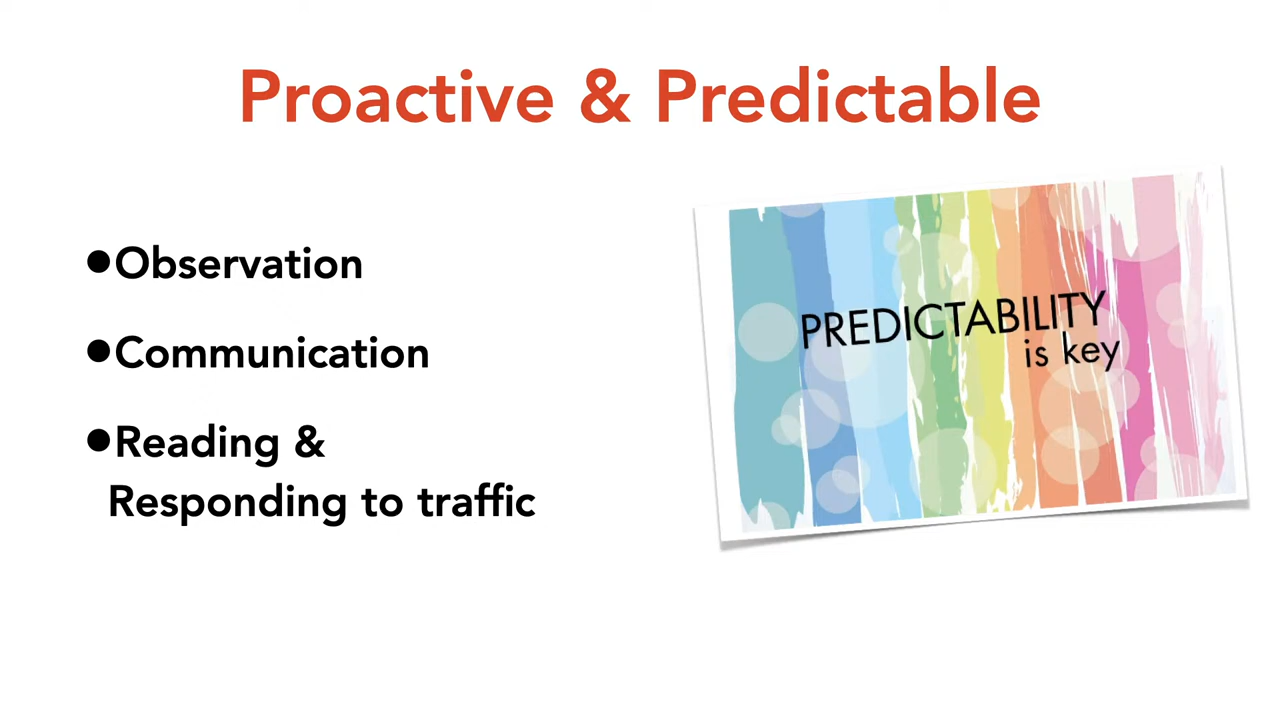 Proactive & Predictable
•Observation
•Communication
•Reading &
Responding to traffic
PREDICTABILITY
is key